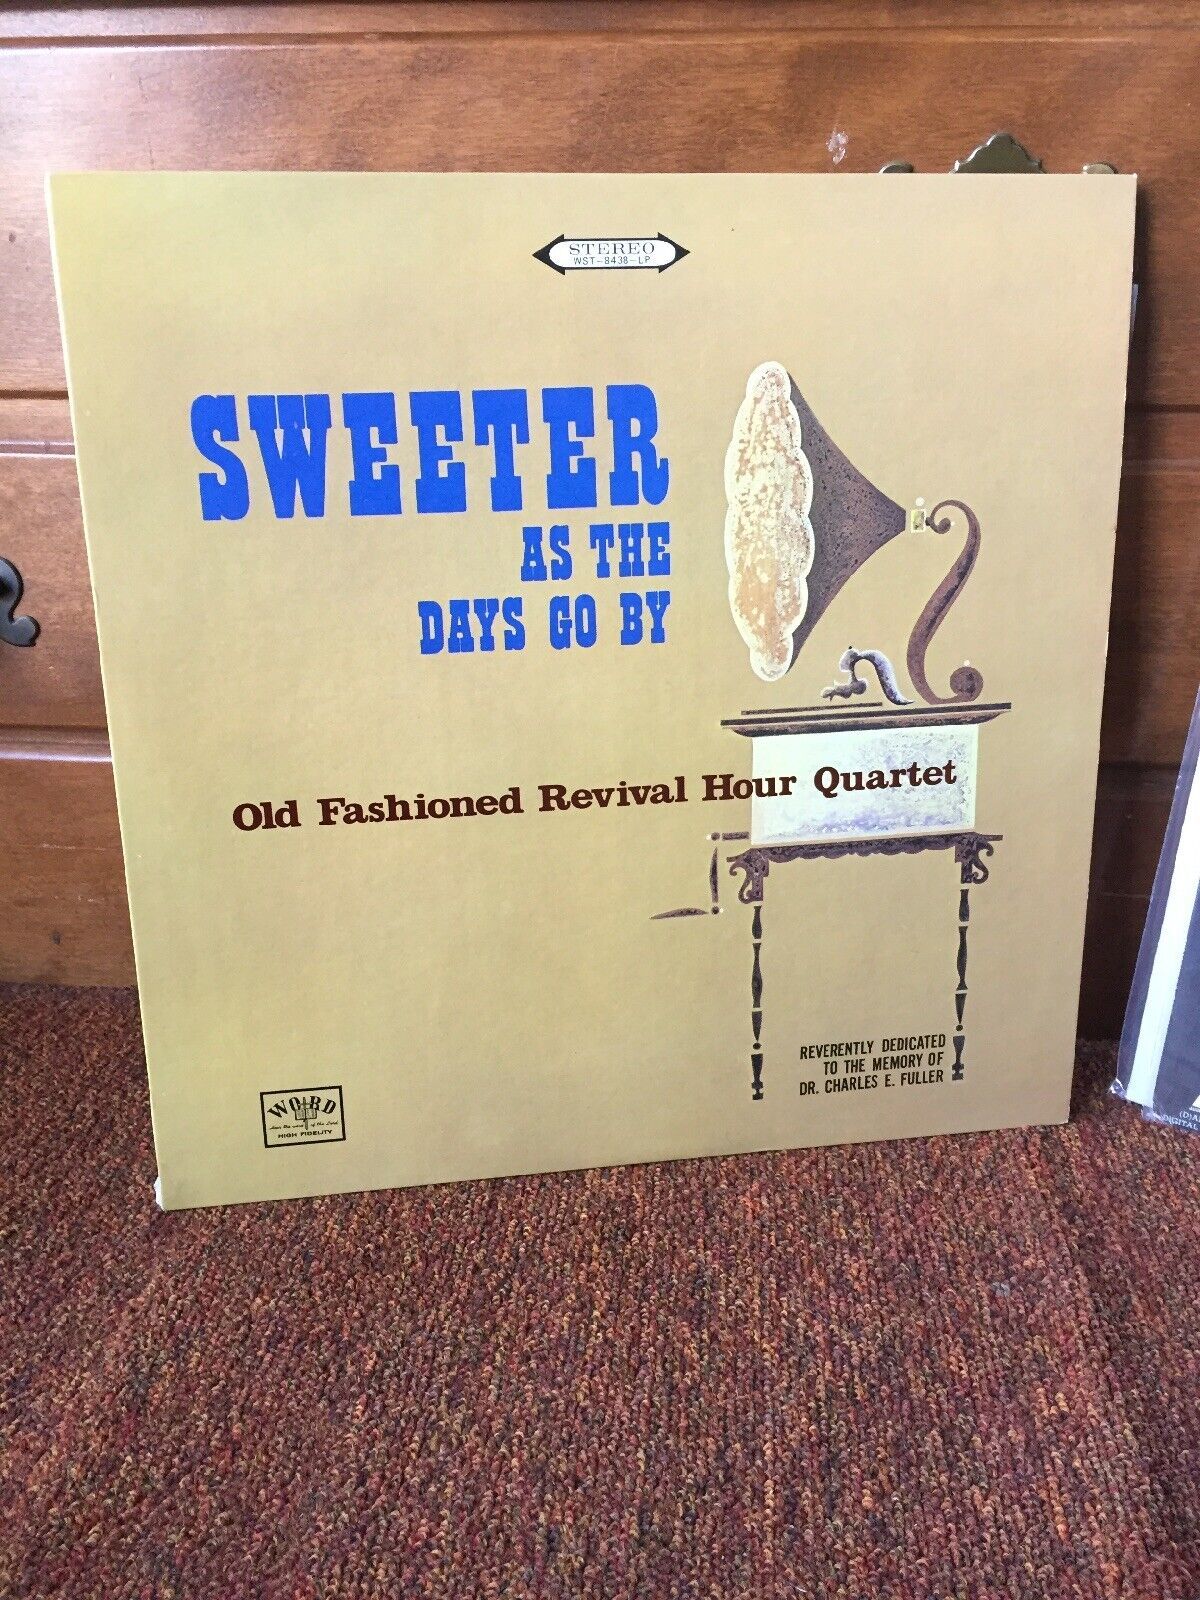 STEREO
WST-8438-LP
SWEETER
AS THE
DAYS GO BY
Old Fashioned Revival Hour Quartet
REVERENTLY DEDICATED
TO THE MEMORY OF
DR. CHARLES E. FULLER
WORD
HIGH FIDELITY
DIGITAL